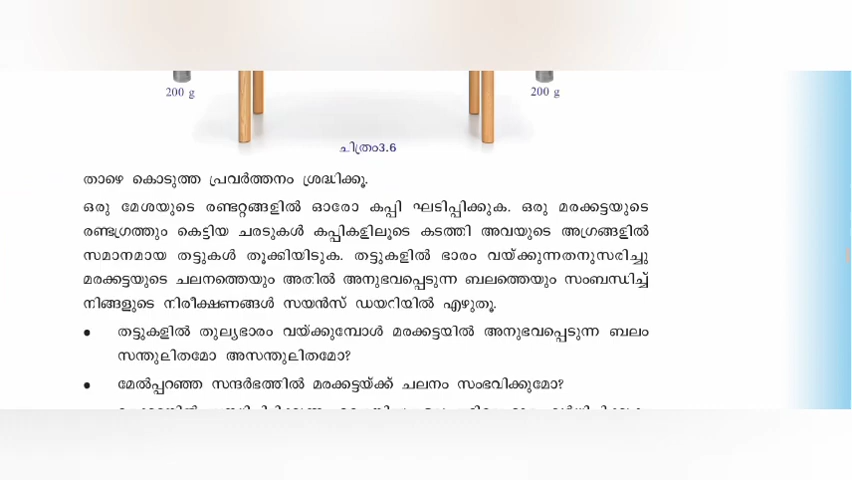 200 g 200 g
ചിത്രം3.6
താഴെ കൊടുത്ത പ്രവർത്തനം ശ്രദ്ധിക്കൂ.
ഒരു മേശയുടെ രണ്ടറ്റങ്ങളിൽ ഓരോ കപ്പി ഘടിപ്പിക്കുക. ഒരു മരക്കട്ടയുടെ
രണ്ടഗ്രത്തും കെട്ടിയ ചരടുകൾ കപ്പികളിലൂടെ കടത്തി അവയുടെ അഗ്രങ്ങളിൽ
സമാനമായ തട്ടുകൾ തൂക്കിയിടുക. തട്ടുകളിൽ ഭാരം വയ്ക്കുന്നതനുസരിച്ചു
മരക്കട്ടയുടെ ചലനത്തെയും അതിൽ അനുഭവപ്പെടുന്ന ബലത്തെയും സംബന്ധിച്ച്
നിങ്ങളുടെ നിരീക്ഷണങ്ങൾ സയൻസ് ഡയറിയിൽ എഴുതൂ.
• തട്ടുകളിൽ തുല്യഭാരം വയ്ക്കുമ്പോൾ മരക്കട്ടയിൽ അനുഭവപ്പെടുന്ന ബലം
സന്തുലിതമോ അസന്തുലിതമോ?
• മേൽപ്പറഞ്ഞ സന്ദർഭത്തിൽ മരക്കട്ടയ്ക്ക് ചലനം സംഭവിക്കുമോ?